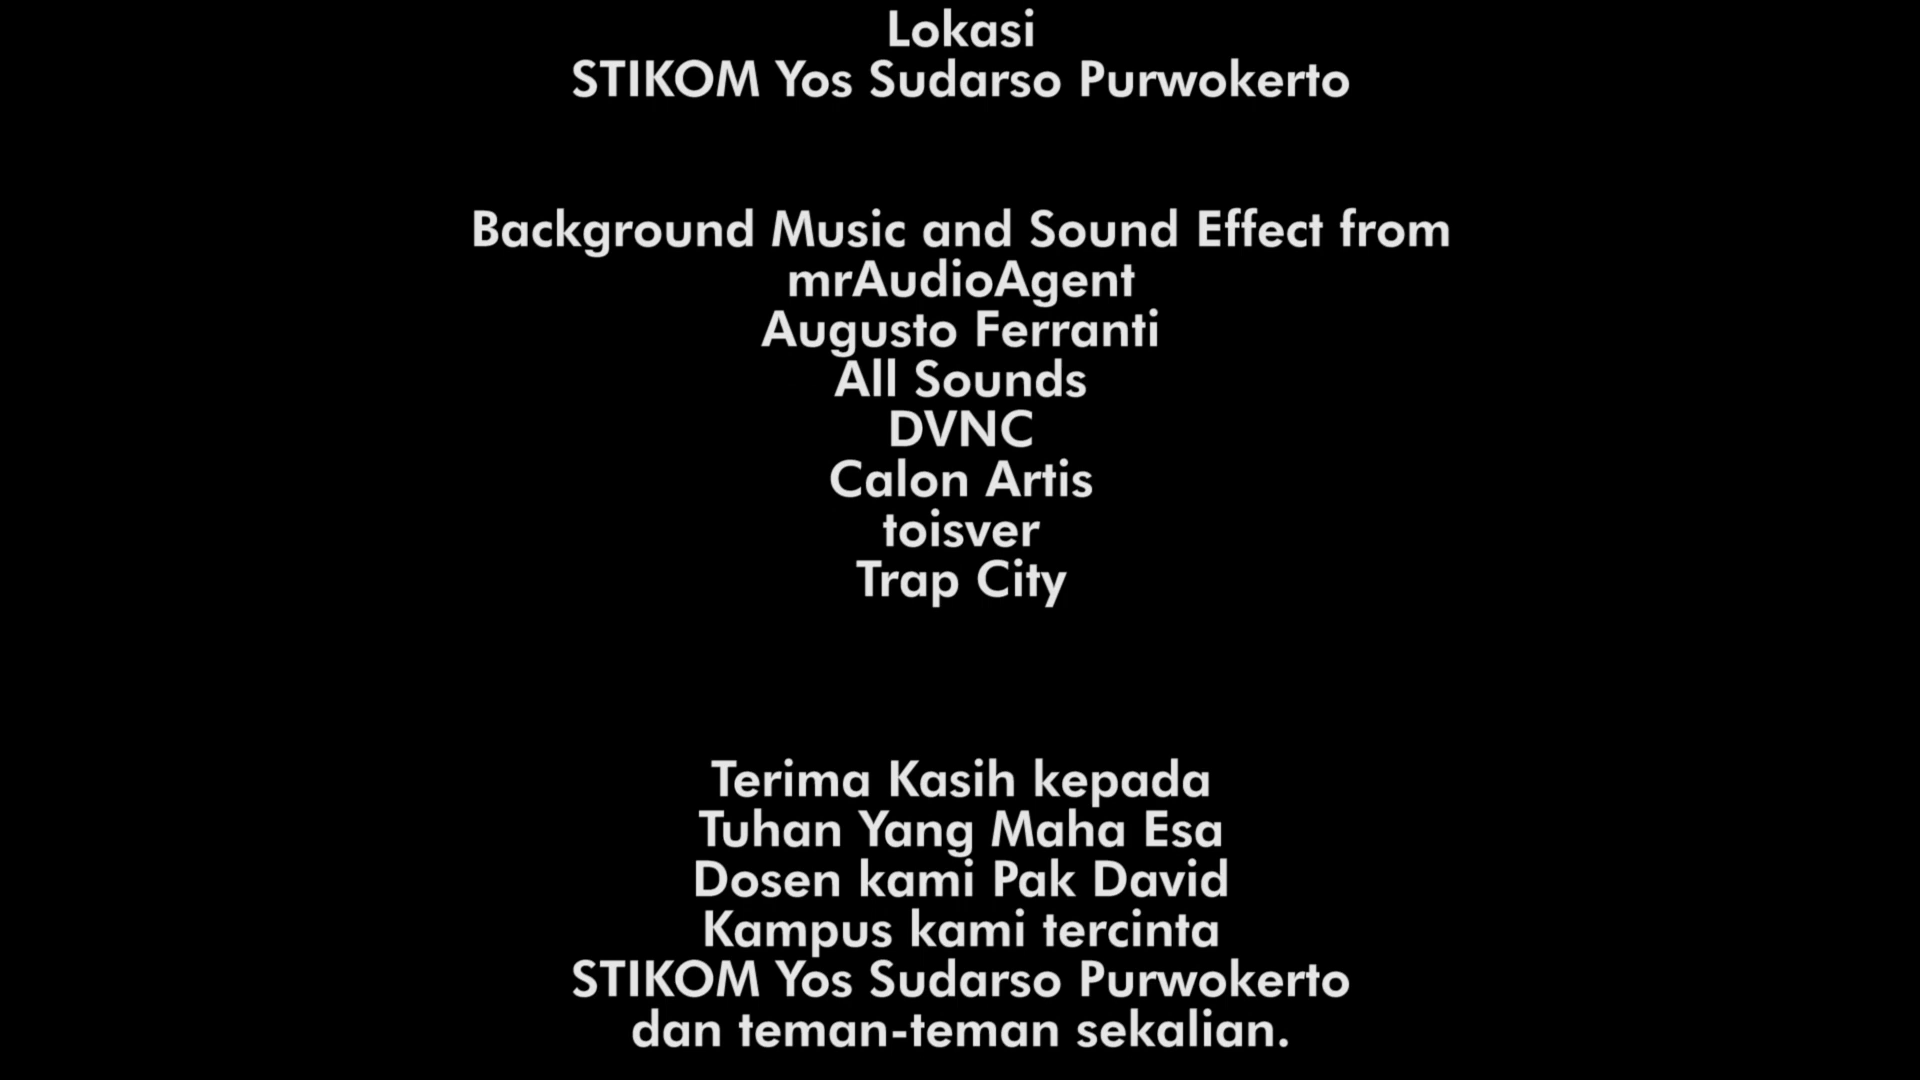 Lokasi
STIKOM Yos Sudarso Purwokerto
Background Music and Sound Effect from
mrAudioAgent
Augusto Ferranti
All Sounds
DVNC
Calon Artis
toisver
Trap City
Terima Kasih kepada
Tuhan Yang Maha Esa
Dosen kami Pak David
Kampus kami tercinta
STIKOM Yos Sudarso Purwokerto
dan teman-teman sekalian.